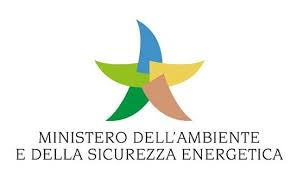 MINISTERO DELL'AMBIENTE
E DELLA SICUREZZA ENERGETICA